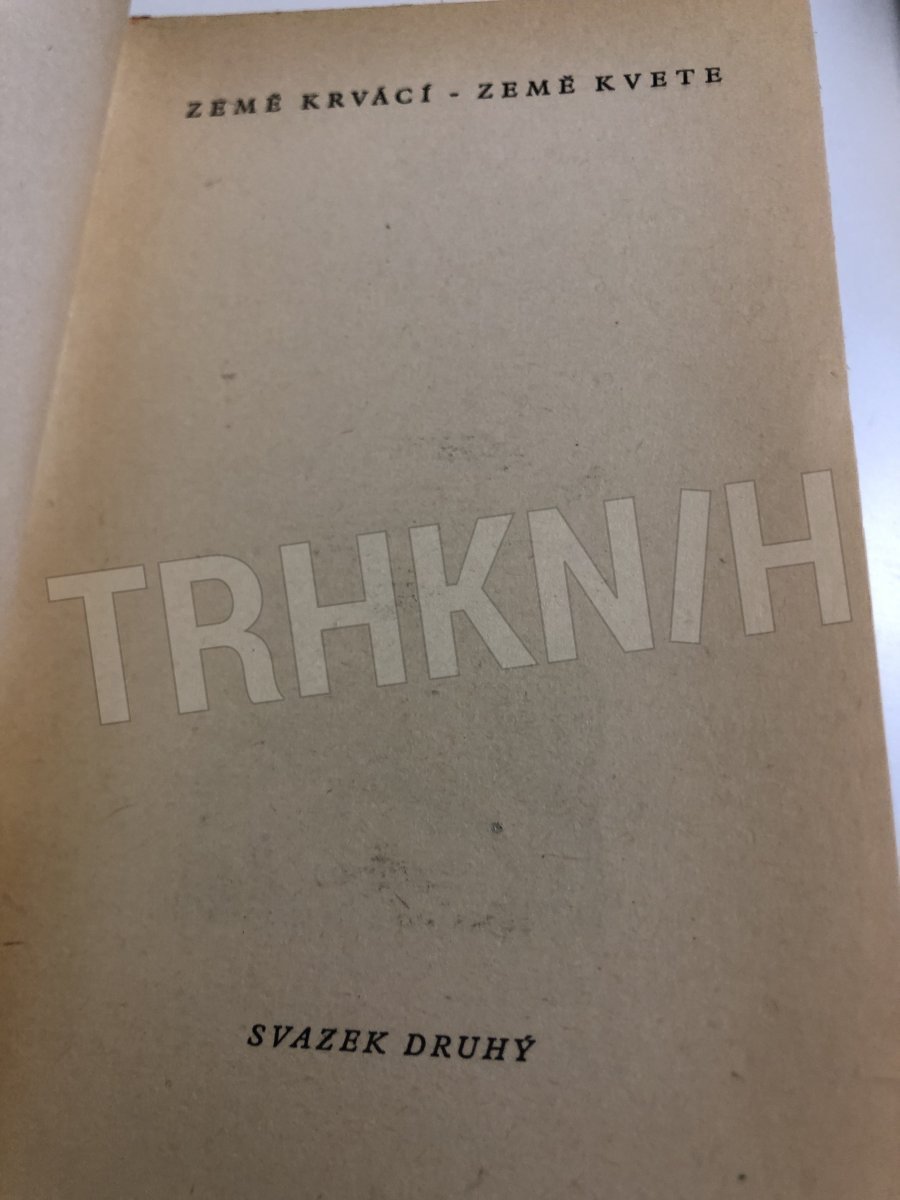 ZEMĚ KRVÁCÍ - ZEMĚ KVETE
TRHKNIH
SVAZEK DRUHÝ